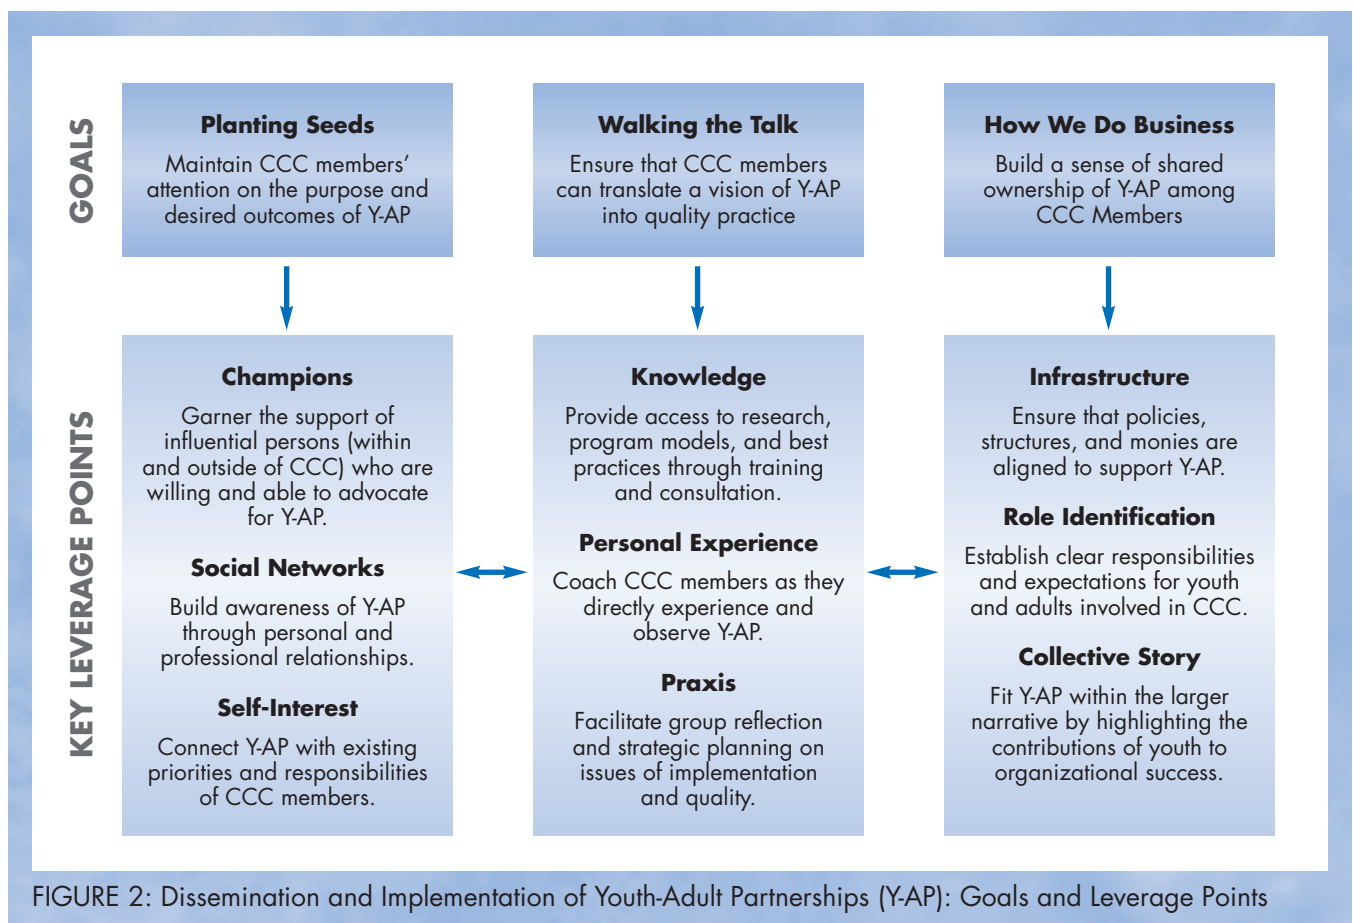 GOALS
Planting Seeds
Maintain CCC members’
attention on the purpose and
desired outcomes of Y-AP
Walking the Talk
Ensure that CCC members
can translate a vision of Y-AP
into quality practice
How We Do Business
Build a sense of shared
ownership of Y-AP among
CCC Members
KEY LEVERAGE POINTS
Champions
Garner the support of
influential persons (within
and outside of CCC) who are
willing and able to advocate
for Y-AP.
Social Networks
Build awareness of Y-AP
through personal and
professional relationships.
Self-Interest
Connect Y-AP with existing
priorities and responsibilities
of CCC members.
Knowledge
Provide access to research,
program models, and best
practices through training
and consultation.
Personal Experience
Coach CCC members as they
directly experience and
observe Y-AP.
Praxis
Facilitate group reflection
and strategic planning on
issues of implementation
and quality.
Infrastructure
Ensure that policies,
structures, and monies are
aligned to support Y-AP.
Role Identification
Establish clear responsibilities
and expectations for youth
and adults involved in CCC.
Collective Story
Fit Y-AP within the larger
narrative by highlighting the
contributions of youth to
organizational success.
FIGURE 2: Dissemination and Implementation of Youth-Adult Partnerships (Y-AP): Goals and Leverage Points